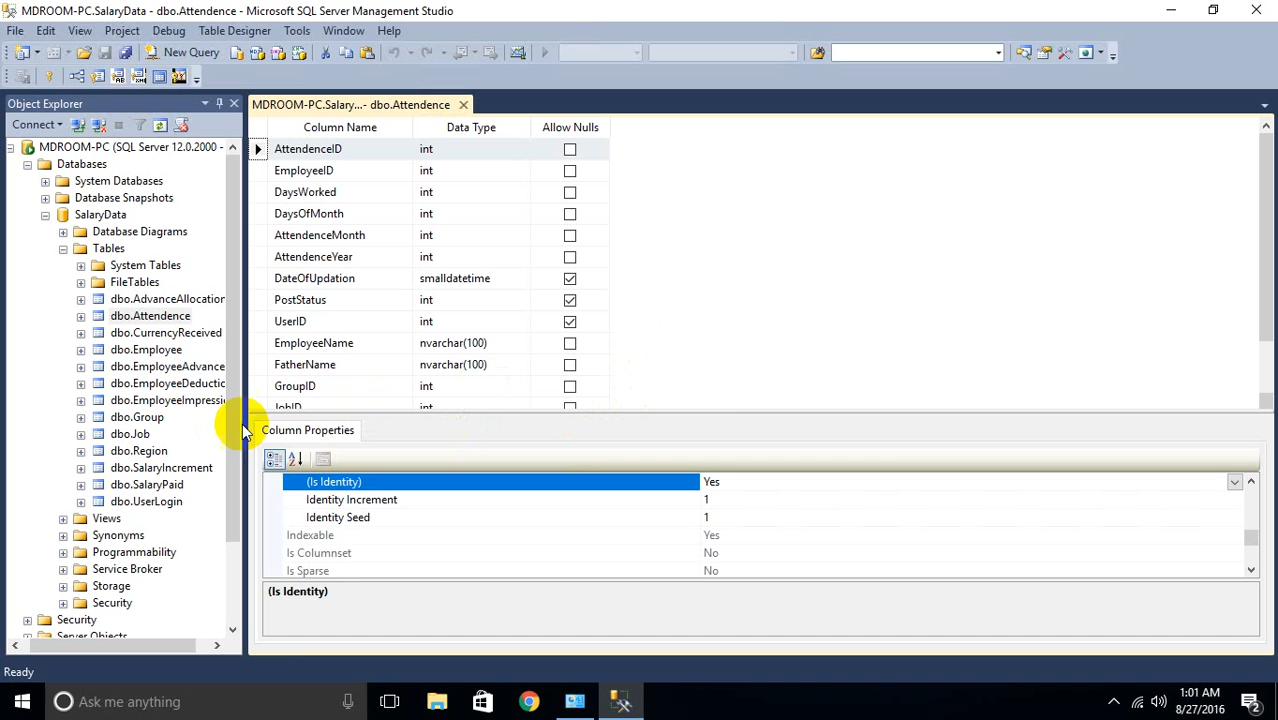 MDROOM-PC.SalaryData - dbo.Attendence - Microsoft SQL Server Management Studio
File Edit View Project Debug Table Designer Tools Window Help
New Query
Object Explorer
MDROOM-PC.Salary...- dbo.Attendence
Connect
Column Name Data Type Allow Nulls
MDROOM-PC (SQL Server 12.0.2000 -
Databases
System Databases
Database Snapshots
SalaryData
Database Diagrams
Tables
System Tables
FileTables
dbo.AdvanceAllocation
dbo.Attendence
dbo.CurrencyReceived
dbo.Employee
dbo.EmployeeAdvance
dbo.EmployeeDeductic
dbo.EmployeeImpressi
dbo.Group
dbo.Job
dbo.Region
dbo.SalaryIncrement
dbo.SalaryPaid
dbo.UserLogin
Views
Synonyms
Programmability
Service Broker
Storage
Security
Security
Server Objects
AttendenceID int
EmployeeID int
DaysWorked int
DaysOfMonth int
AttendenceMonth int
AttendenceYear int
DateOfUpdation smalldatetime
PostStatus int
UserID int
EmployeeName nvarchar(100)
FatherName nvarchar(100)
GroupID int
JobID int
Column Properties
(Is Identity) Yes
Identity Increment 1
Identity Seed 1
Indexable Yes
Is Columnset No
Is Sparse No
(Is Identity)
Ready
Ask me anything
1:01 AM
8/27/2016
2